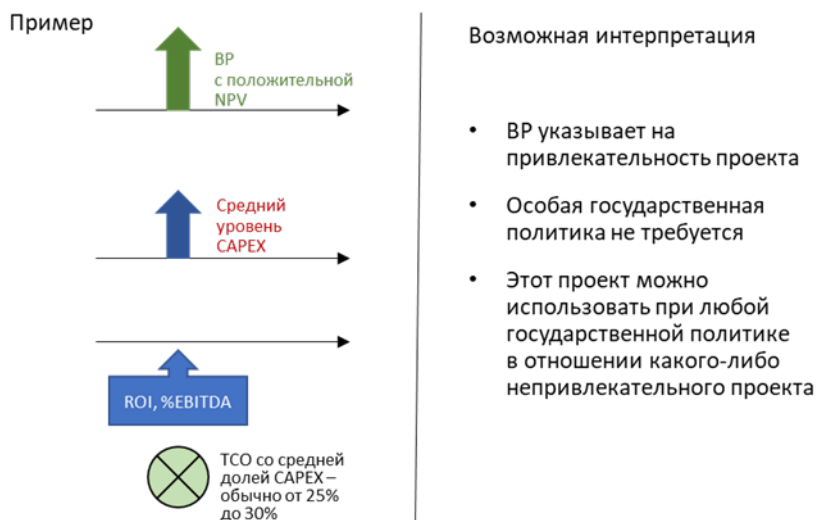 Пример
BP
с положительной
NPV
Средний
уровень
CAPEX
ROI, %EBITDA
TCO со средней
долей CAPEX –
обычно от 25%
до 30%
Возможная интерпретация
• BP указывает на
привлекательность проекта
• Особая государственная
политика не требуется
• Этот проект можно
использовать при любой
государственной политике
в отношении какого-либо
непривлекательного проекта